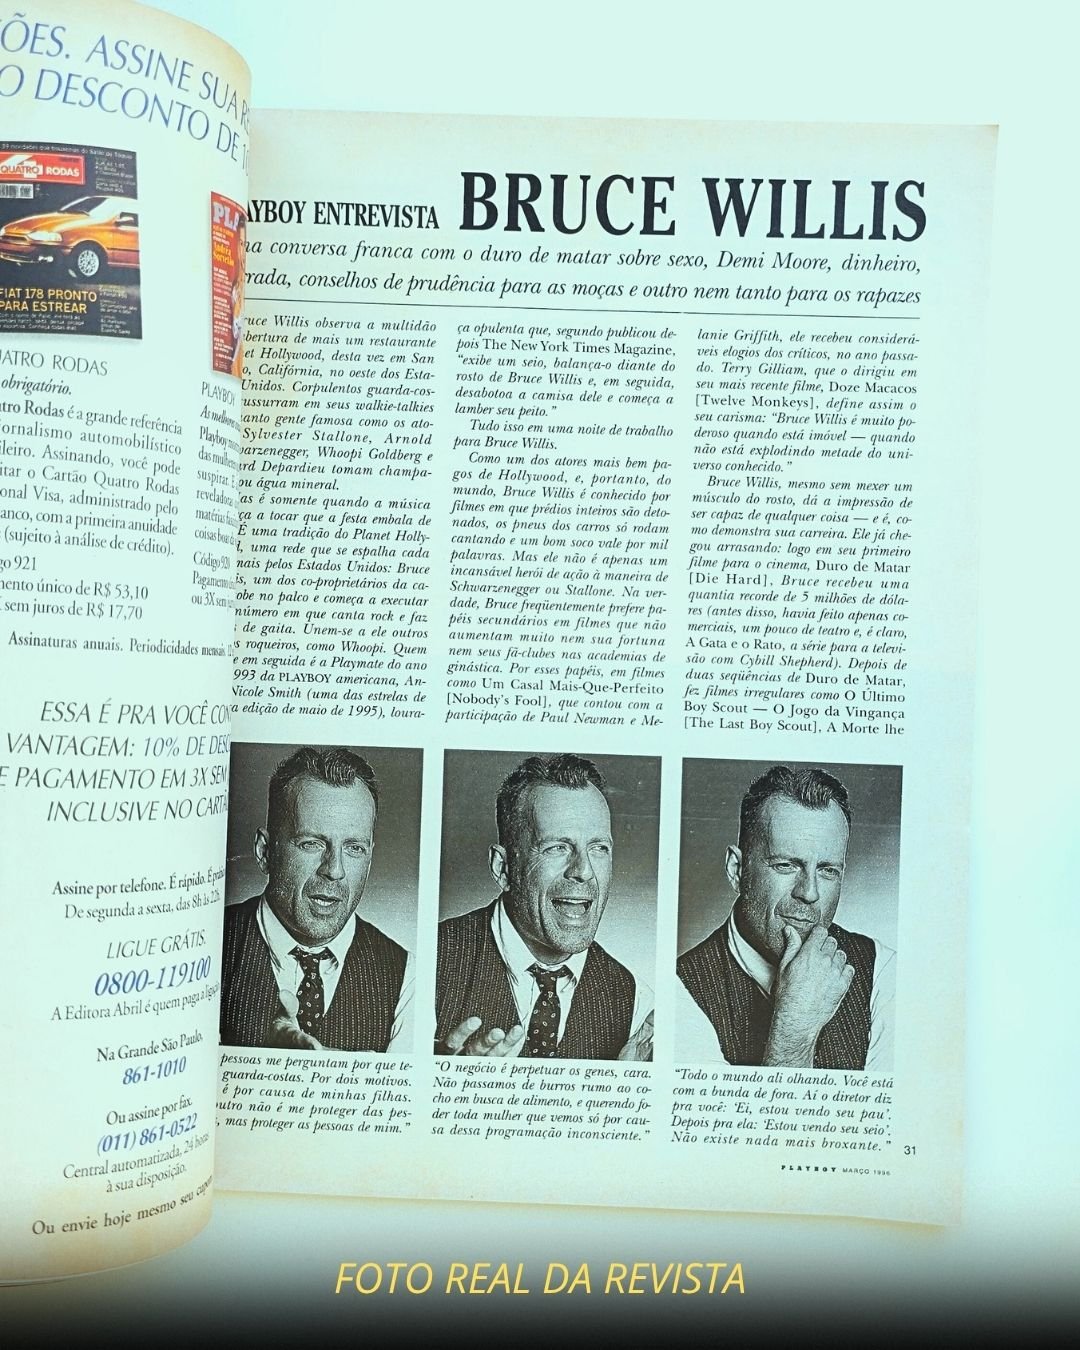 ÕES. ASSINE SUA
O DESCONTO DE
QUATRO RODAS
FIAT 178 PRONTO
PARA ESTREAR
QUATRO RODAS
obrigatório.
tro Rodas é a grande referência
ornalismo automobilístico
leiro. Assinando, você pode
itar o Cartão Quatro Rodas
onal Visa, administrado pelo
anco, com a primeira anuidade
(sujeito à análise de crédito).
go 921
mento único de R$ 53,10
sem juros de R$ 17,70
PLAYBOY
As melhores
Playboy
das mulheres
suspirar.
reveladoras
matérias
coisas boas
Código 920
Pagamento
ou 3X sem
Assinaturas anuais. Periodicidades mensais.
ESSA É PRA VOCÊ CON
VANTAGEM: 10% DE DESC
E PAGAMENTO EM 3X SEM
INCLUSIVE NO CART
Assine por telefone. É rápido. É
De segunda a sexta, das 8h às 22h.
LIGUE GRÁTIS.
0800-119100
A Editora Abril é quem paga a
Na Grande São Paulo,
861-1010
Ou assine por fax.
(011) 861-0522
Central automatizada, 24 horas
à sua disposição.
Ou envie hoje mesmo seu cupom
AYBOY ENTREVISTA BRUCE WILLIS
ma conversa franca com o duro de matar sobre sexo, Demi Moore, dinheiro,
rada, conselhos de prudência para as moças e outro nem tanto para os rapazes
ruce Willis observa a multidão
bertura de mais um restaurante
et Hollywood, desta vez em San
o, Califórnia, no oeste dos Esta-
Unidos. Corpulentos guarda-cos-
ussurram em seus walkie-talkies
anto gente famosa como os ato-
Sylvester Stallone, Arnold
warzenegger, Whoopi Goldberg e
rd Depardieu tomam champa-
ou água mineral.
as é somente quando a música
ça a tocar que a festa embala de
É uma tradição do Planet Holly-
d, uma rede que se espalha cada
mais pelos Estados Unidos: Bruce
is, um dos co-proprietários da ca-
obe no palco e começa a executar
número em que canta rock e faz
de gaita. Unem-se a ele outros
s roqueiros, como Whoopi. Quem
e em seguida é a Playmate do ano
1993 da PLAYBOY americana, An-
Nicole Smith (uma das estrelas de
a edição de maio de 1995), loura-
ça opulenta que, segundo publicou de-
pois The New York Times Magazine,
“exibe um seio, balança-o diante do
rosto de Bruce Willis e, em seguida,
desabotoa a camisa dele e começa a
lamber seu peito.”
Tudo isso em uma noite de trabalho
para Bruce Willis.
Como um dos atores mais bem pa-
gos de Hollywood, e, portanto, do
mundo, Bruce Willis é conhecido por
filmes em que prédios inteiros são deto-
nados, os pneus dos carros só rodam
cantando e um bom soco vale por mil
palavras. Mas ele não é apenas um
incansável herói de ação à maneira de
Schwarzenegger ou Stallone. Na ver-
dade, Bruce freqüentemente prefere pa-
péis secundários em filmes que não
aumentam muito nem sua fortuna
nem seus fã-clubes nas academias de
ginástica. Por esses papéis, em filmes
como Um Casal Mais-Que-Perfeito
[Nobody's Fool], que contou com a
participação de Paul Newman e Me-
lanie Griffith, ele recebeu considerá-
veis elogios dos críticos, no ano passa-
do. Terry Gilliam, que o dirigiu em
seu mais recente filme, Doze Macacos
[Twelve Monkeys], define assim o
seu carisma: “Bruce Willis é muito po-
deroso quando está imóvel — quando
não está explodindo metade do uni-
verso conhecido.”
Bruce Willis, mesmo sem mexer um
músculo do rosto, dá a impressão de
ser capaz de qualquer coisa — e é, co-
mo demonstra sua carreira. Ele já che-
gou arrasando: logo em seu primeiro
filme para o cinema, Duro de Matar
[Die Hard], Bruce recebeu uma
quantia recorde de 5 milhões de dóla-
res (antes disso, havia feito apenas co-
merciais, um pouco de teatro e, é claro,
A Gata e o Rato, a série para a televi-
são com Cybill Shepherd). Depois de
duas seqüências de Duro de Matar,
fez filmes irregulares como O Último
Boy Scout — O Jogo da Vingança
[The Last Boy Scout], A Morte lhe
pessoas me perguntam por que te-
guarda-costas. Por dois motivos.
é por causa de minhas filhas.
outro não é me proteger das pes-
, mas proteger as pessoas de mim.”
“O negócio é perpetuar os genes, cara.
Não passamos de burros rumo ao co-
cho em busca de alimento, e querendo fo-
der toda mulher que vemos só por cau-
sa dessa programação inconsciente.”
“Todo o mundo ali olhando. Você está
com a bunda de fora. Aí o diretor diz
pra você: ‘Ei, estou vendo seu pau’.
Depois pra ela: ‘Estou vendo seu seio’.
Não existe nada mais broxante.”
31
PLAYBOY MARÇO 1996
FOTO REAL DA REVISTA